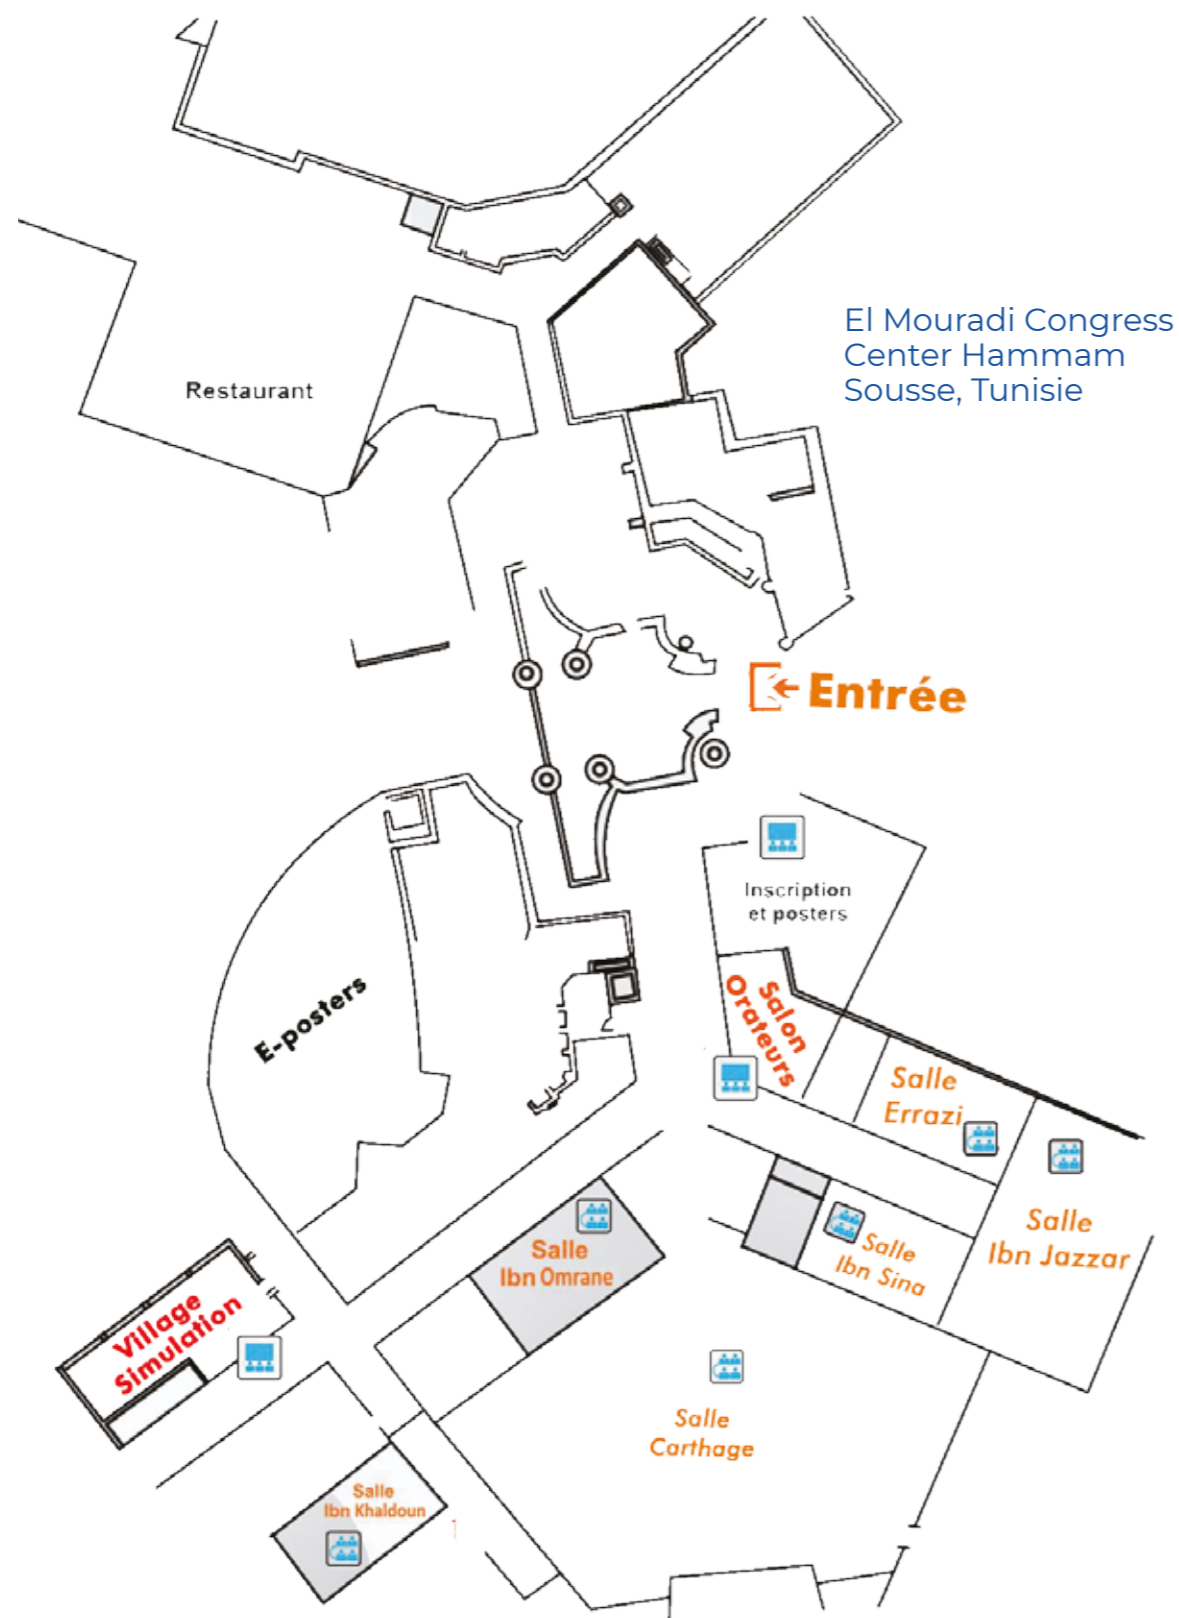 El Mouradi Congress
Center Hammam
Sousse, Tunisie
Restaurant
Entrée
Inscription
et posters
Salon
Orateurs
E-posters
Salle
Errazi
Salle
Ibn Jazzar
Salle
Ibn Sina
Salle
Ibn Omrane
Village
Simulation
Salle
Carthage
Salle
Ibn Khaldoun